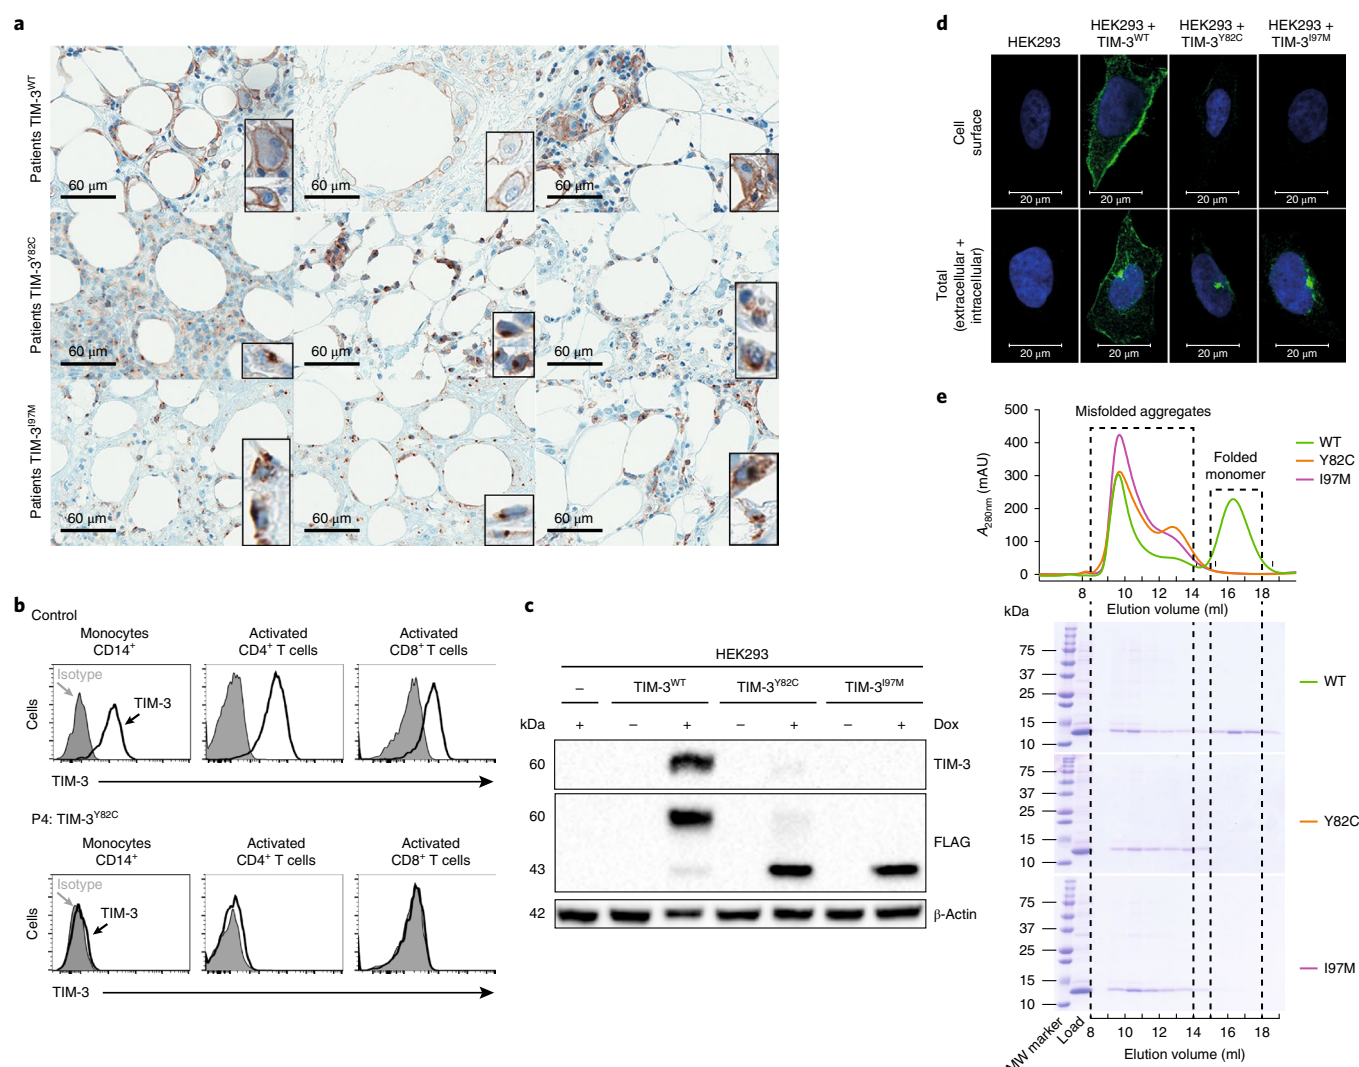 a
Patients TIM-3WT
60 μm
60 μm
60 μm
Patients TIM-3Y82C
60 μm
60 μm
60 μm
Patients TIM-3I97M
60 μm
60 μm
60 μm
b
Control
Monocytes
CD14+
Activated
CD4+ T cells
Activated
CD8+ T cells
Isotype
TIM-3
Cells
TIM-3
P4: TIM-3Y82C
Monocytes
CD14+
Activated
CD4+ T cells
Activated
CD8+ T cells
Isotype
TIM-3
Cells
TIM-3
c
HEK293
– TIM-3WT TIM-3Y82C TIM-3I97M
kDa + – + – + – + Dox
60 TIM-3
60
FLAG
43
42 β-Actin
d
HEK293
HEK293 +
TIM-3WT
HEK293 +
TIM-3Y82C
HEK293 +
TIM-3I97M
Cell
surface
20 μm
20 μm
20 μm
20 μm
Total
(extracellular +
intracellular)
20 μm
20 μm
20 μm
20 μm
e
500
400
300
200
100
0
A280nm (mAU)
Misfolded aggregates
Folded
monomer
WT
Y82C
I97M
8 10 12 14 16 18
Elution volume (ml)
kDa
75
37
25
15
10
WT
75
37
25
15
10
Y82C
75
37
25
15
10
I97M
MW marker
Load
8 10 12 14 16 18
Elution volume (ml)